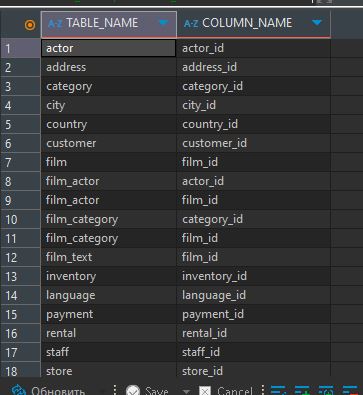 A-Z TABLE_NAME A-Z COLUMN_NAME
1 actor actor_id
2 address address_id
3 category category_id
4 city city_id
5 country country_id
6 customer customer_id
7 film film_id
8 film_actor actor_id
9 film_actor film_id
10 film_category category_id
11 film_category film_id
12 film_text film_id
13 inventory inventory_id
14 language language_id
15 payment payment_id
16 rental rental_id
17 staff staff_id
18 store store_id
Обновить Save Cancel